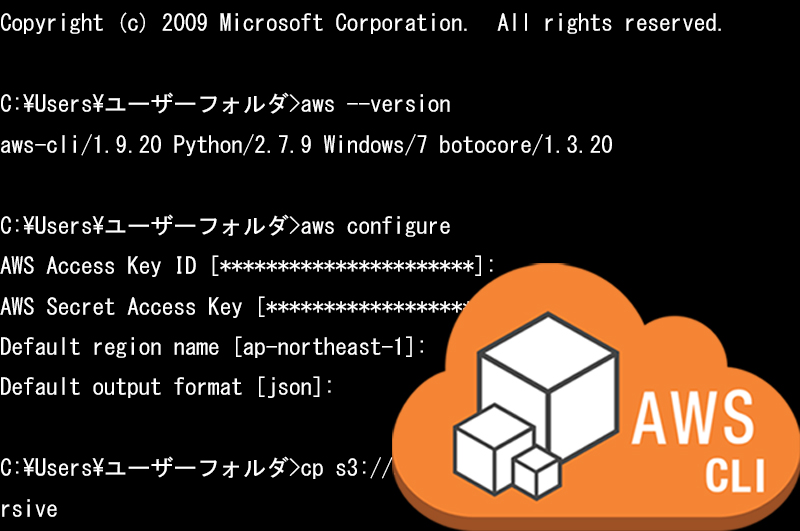 Copyright (c) 2009 Microsoft Corporation.  All rights reserved.
C:¥Users¥ユーザーフォルダ>aws --version
aws-cli/1.9.20 Python/2.7.9 Windows/7 botocore/1.3.20
C:¥Users¥ユーザーフォルダ>aws configure
AWS Access Key ID [**********************]:
AWS Secret Access Key [******************
Default region name [ap-northeast-1]:
Default output format [json]:
C:¥Users¥ユーザーフォルダ>cp s3://
rsive
AWS
CLI